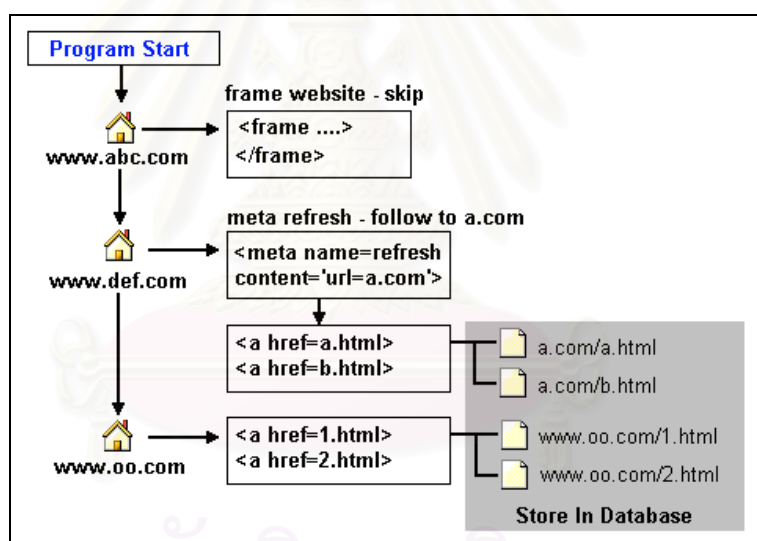 Program Start
frame website - skip
<frame ....>
</frame>
www.abc.com
meta refresh - follow to a.com
<meta name=refresh
content='url=a.com'>
www.def.com
<a href=a.html>
<a href=b.html>
a.com/a.html
a.com/b.html
<a href=1.html>
<a href=2.html>
www.oo.com
www.oo.com/1.html
www.oo.com/2.html
Store In Database